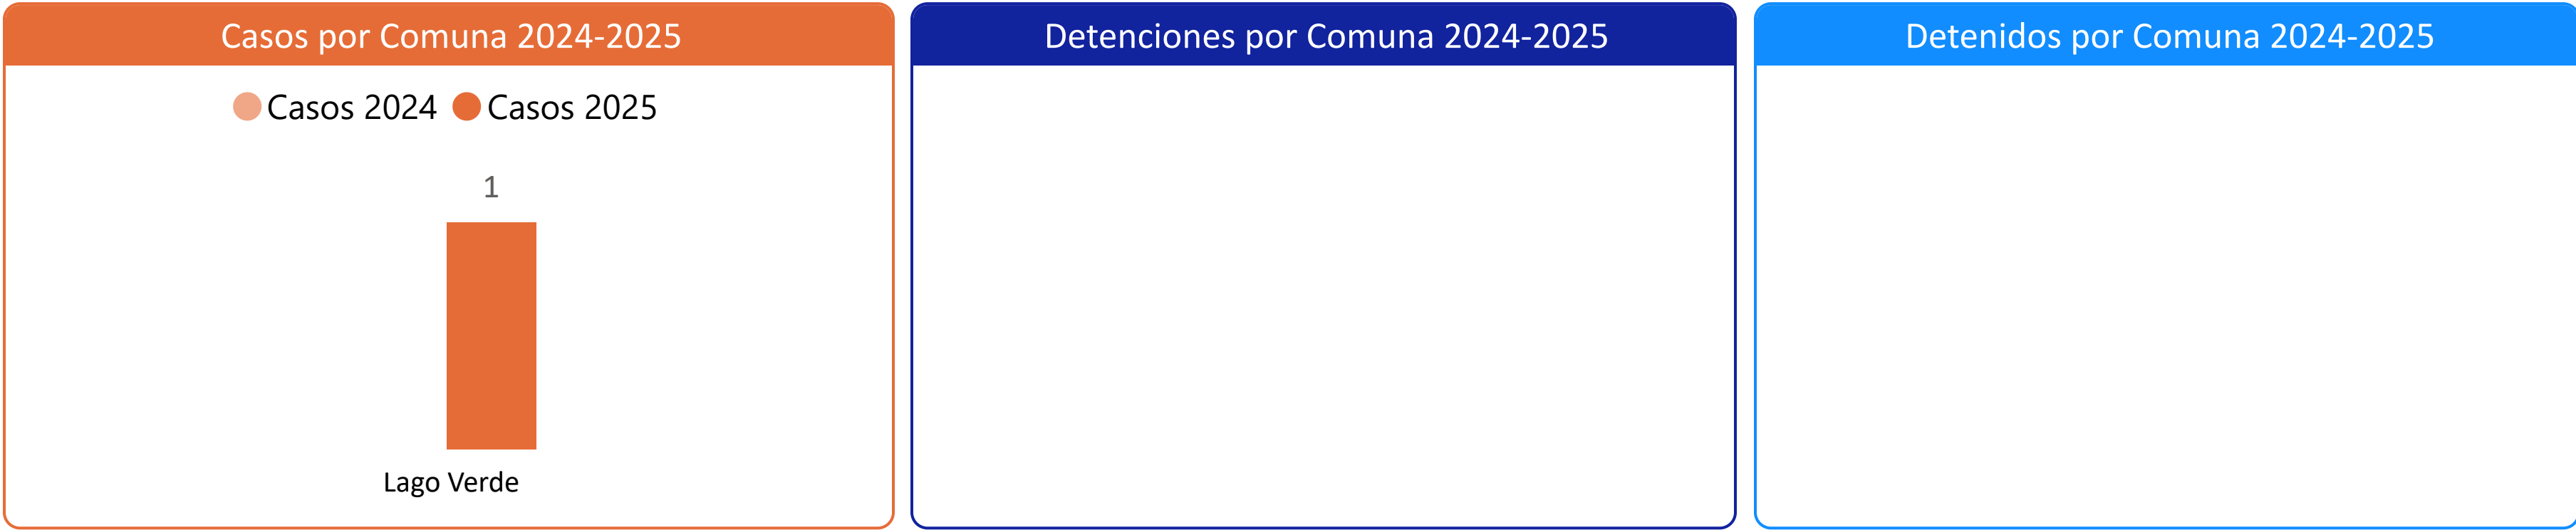 Casos por Comuna 2024-2025
Casos 2024 Casos 2025
1
Lago Verde
Detenciones por Comuna 2024-2025
Detenidos por Comuna 2024-2025